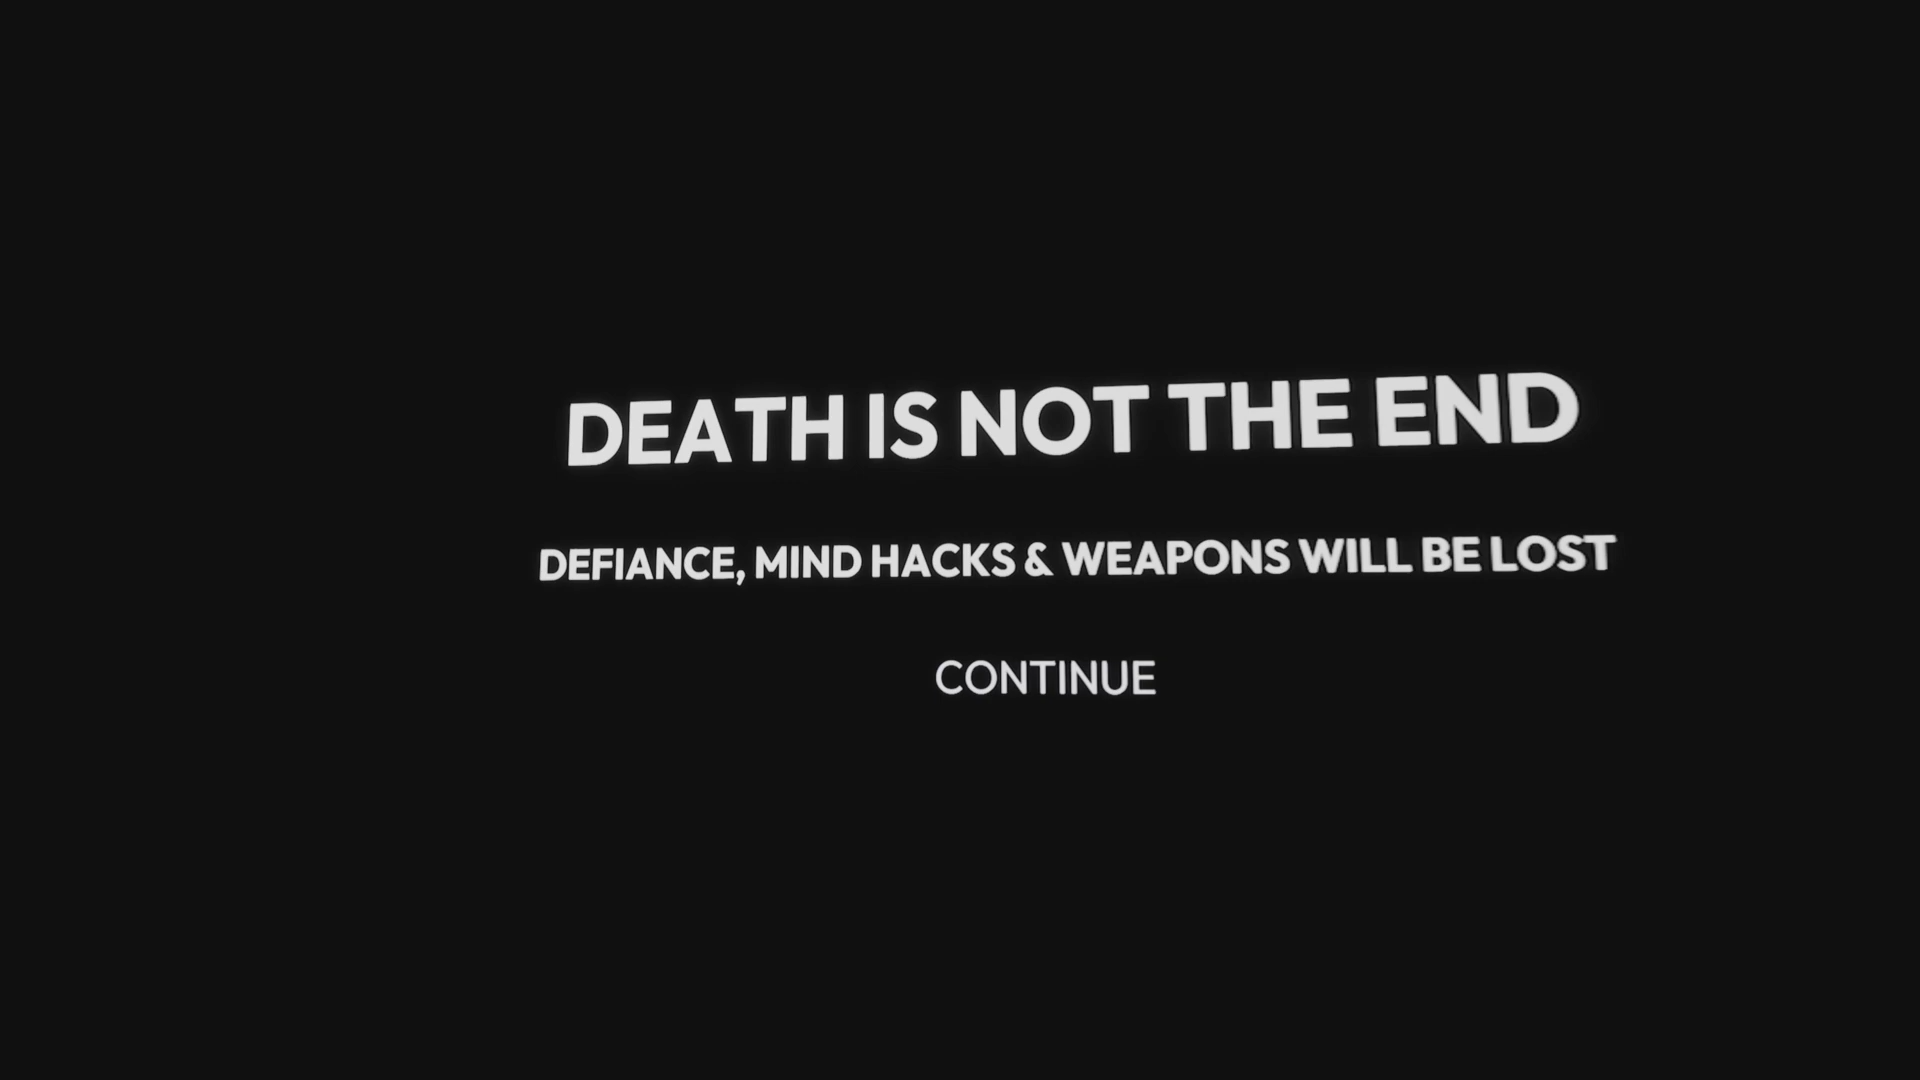 DEATH IS NOT THE END
DEFIANCE, MIND HACKS & WEAPONS WILL BE LOST
CONTINUE